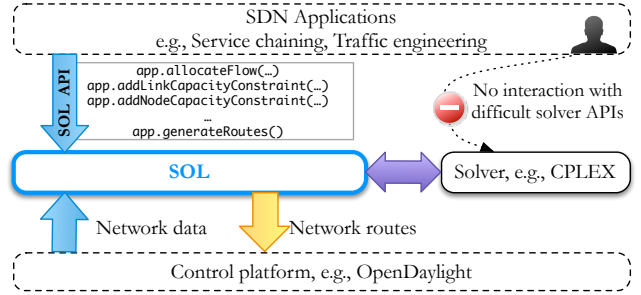 SDN Applications
e.g., Service chaining, Traffic engineering
SOL API
app.allocateFlow(…)
app.addLinkCapacityConstraint(…)
app.addNodeCapacityConstraint(…)
…
app.generateRoutes()
No interaction with
difficult solver APIs
SOL
Solver, e.g., CPLEX
Network data
Network routes
Control platform, e.g., OpenDaylight